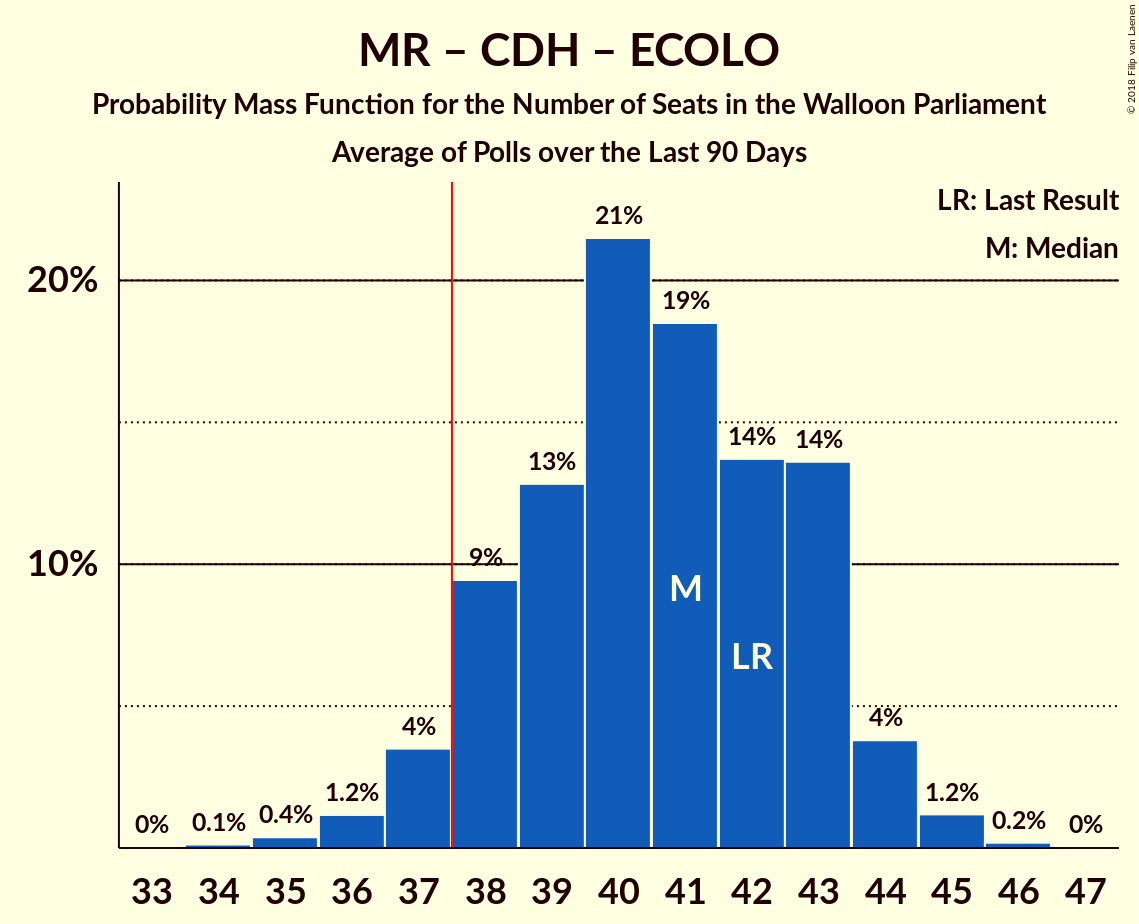 MR – CDH – ECOLO
Probability Mass Function for the Number of Seats in the Walloon Parliament
Average of Polls over the Last 90 Days
© 2018 Filip van Laenen
LR: Last Result
M: Median
20%
10%
0%
0.1%
0.4%
1.2%
4%
9%
13%
21%
19%
14%
14%
4%
1.2%
0.2%
0%
M
LR
33 34 35 36 37 38 39 40 41 42 43 44 45 46 47